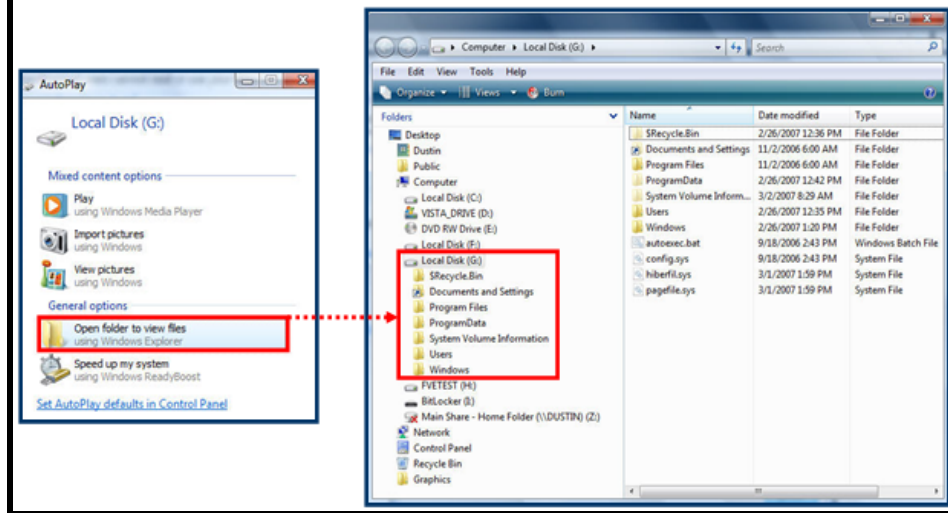 AutoPlay
Local Disk (G:)
Mixed content options
Play
using Windows Media Player
Import pictures
using Windows
View pictures
using Windows
General options
Open folder to view files
using Windows Explorer
Speed up my system
using Windows ReadyBoost
Set AutoPlay defaults in Control Panel
Computer Local Disk (G:)
Search
File Edit View Tools Help
Organize Views Burn
Folders
Desktop
Dustin
Public
Computer
Local Disk (C:)
VISTA_DRIVE (D:)
DVD RW Drive (E:)
Local Disk (F:)
Local Disk (G:)
$Recycle.Bin
Documents and Settings
Program Files
ProgramData
System Volume Information
Users
Windows
FVETEST (H:)
BitLocker (I:)
Main Share - Home Folder (\\DUSTIN) (Z:)
Network
Control Panel
Recycle Bin
Graphics
Name Date modified Type
$Recycle.Bin 2/26/2007 12:36 PM File Folder
Documents and Settings 11/2/2006 6:00 AM File Folder
Program Files 11/2/2006 6:00 AM File Folder
ProgramData 2/26/2007 12:42 PM File Folder
System Volume Inform... 3/2/2007 8:29 AM File Folder
Users 2/26/2007 12:35 PM File Folder
Windows 2/26/2007 1:20 PM File Folder
autoexec.bat 9/18/2006 2:43 PM Windows Batch File
config.sys 9/18/2006 2:43 PM System File
hiberfil.sys 3/1/2007 1:59 PM System File
pagefile.sys 3/1/2007 1:59 PM System File